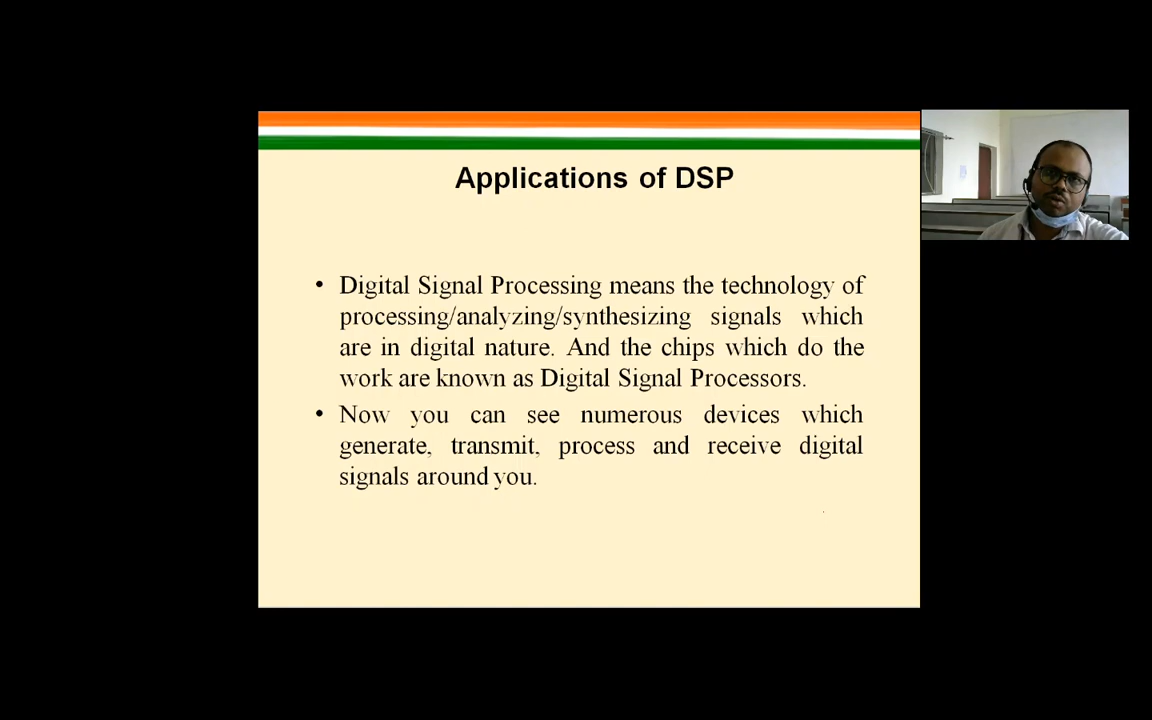 Applications of DSP
• Digital Signal Processing means the technology of
processing/analyzing/synthesizing signals which
are in digital nature. And the chips which do the
work are known as Digital Signal Processors.
• Now you can see numerous devices which
generate, transmit, process and receive digital
signals around you.